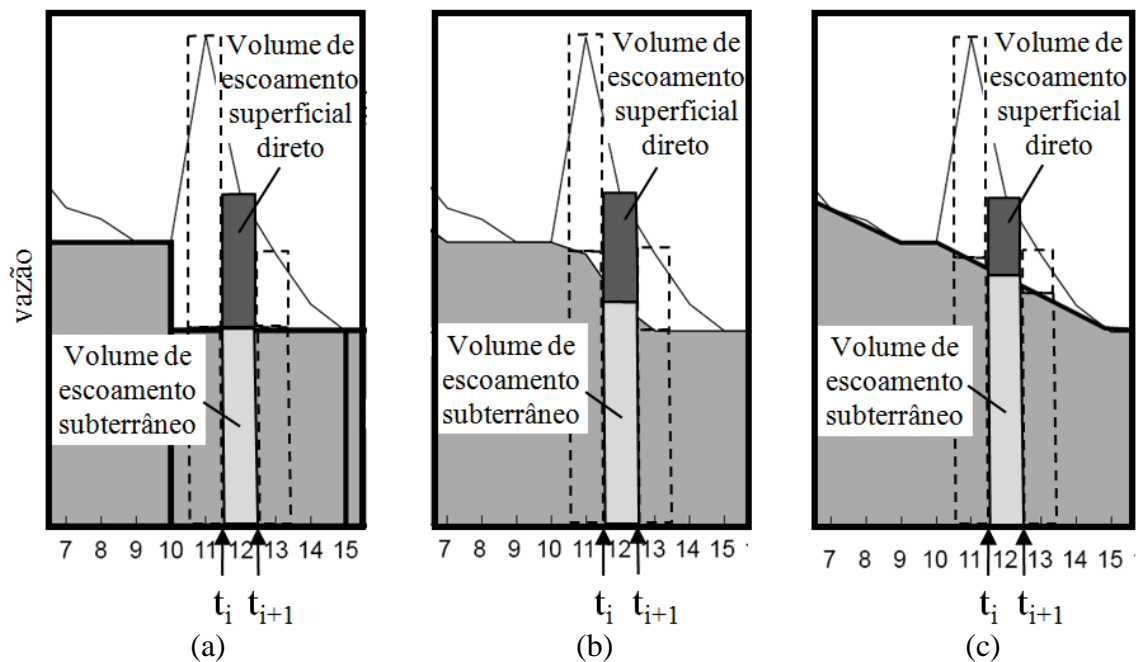 vazão
Volume de
escoamento
superficial
direto
Volume de
escoamento
subterrâneo
7 8 9 10 11 12 13 14 15
tᵢ tᵢ₊₁
(a)
Volume de
escoamento
superficial
direto
Volume de
escoamento
subterrâneo
7 8 9 10 11 12 13 14 15
tᵢ tᵢ₊₁
(b)
Volume de
escoamento
superficial
direto
Volume de
escoamento
subterrâneo
7 8 9 10 11 12 13 14 15
tᵢ tᵢ₊₁
(c)